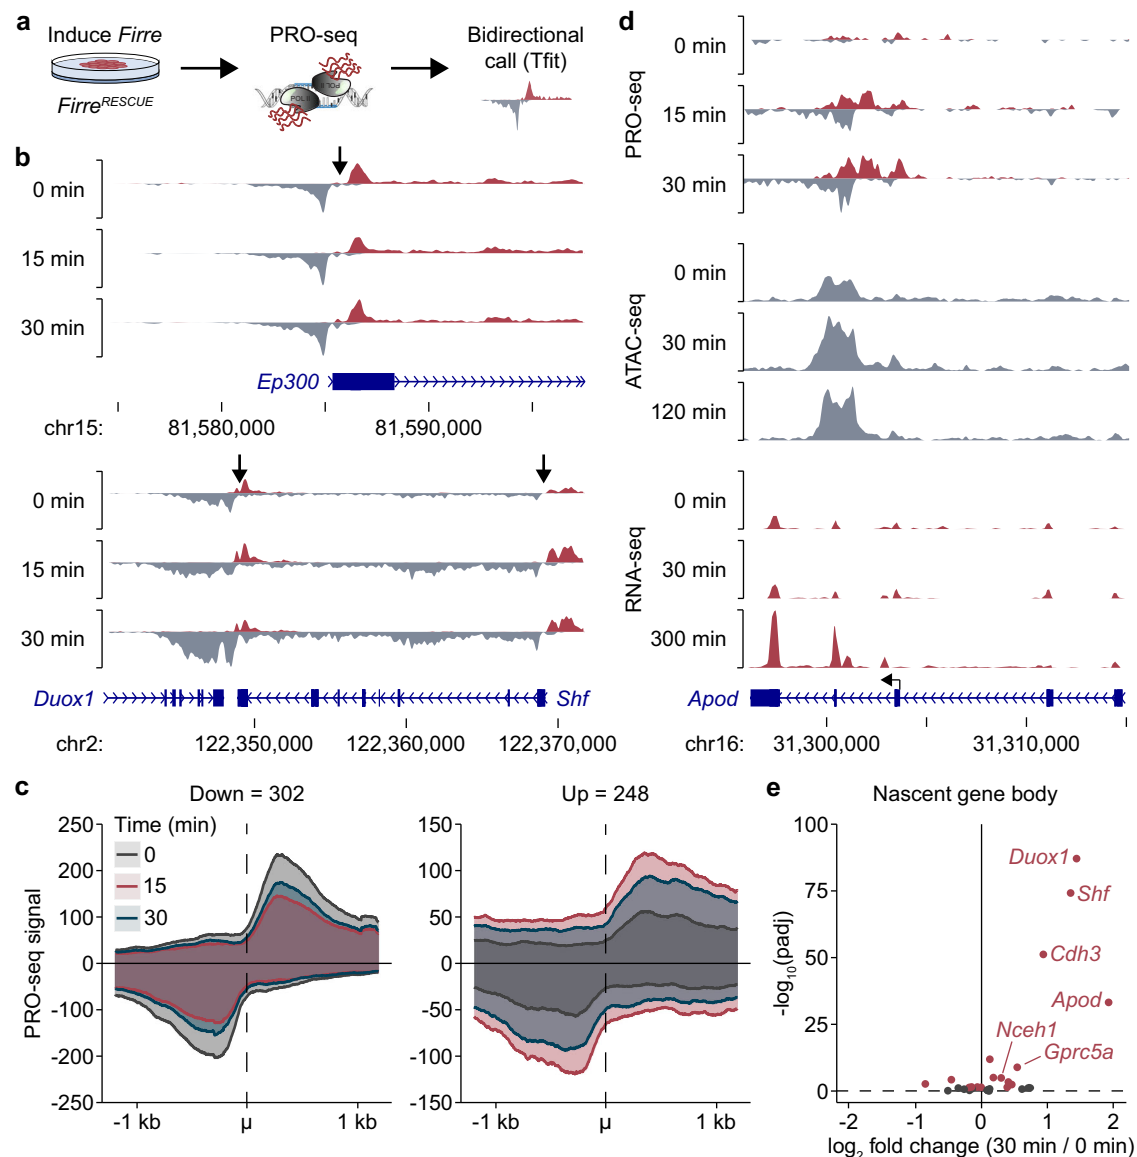 a
Induce Firre
Firre^RESCUE
PRO-seq
POL II
POL II
Bidirectional
call (Tfit)
b
0 min
15 min
30 min
Ep300
chr15:
81,580,000
81,590,000
0 min
15 min
30 min
Duox1
Shf
chr2:
122,350,000
122,360,000
122,370,000
c
Down = 302
Up = 248
Time (min)
0
15
30
PRO-seq signal
250
200
100
0
-100
-200
-250
-1 kb
µ
1 kb
150
100
50
0
-50
-100
-150
-1 kb
µ
1 kb
d
PRO-seq
0 min
15 min
30 min
ATAC-seq
0 min
30 min
120 min
RNA-seq
0 min
30 min
300 min
Apod
chr16:
31,300,000
31,310,000
e
Nascent gene body
-log10(padj)
100
75
50
25
0
Duox1
Shf
Cdh3
Apod
Nceh1
Gprc5a
-2
-1
0
1
2
log2 fold change (30 min / 0 min)